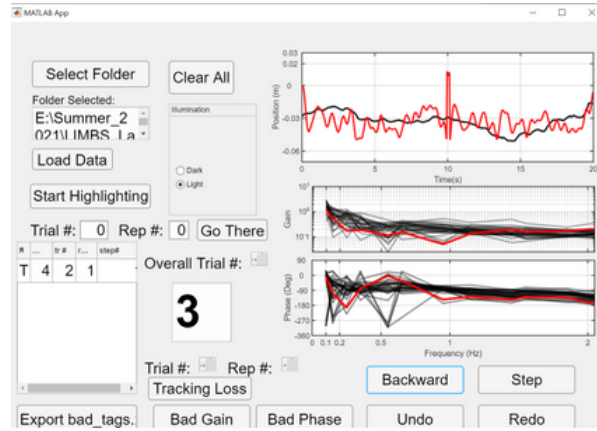 MATLAB App
Select Folder
Clear All
Folder Selected:
E:\Summer_2
021\LIMBS_La
Illumination
Dark
Light
Load Data
Start Highlighting
Trial #: 0 Rep #: 0 Go There
# ... tr # r... step#
T 4 2 1
Overall Trial #:
3
Trial #: Rep #:
Tracking Loss
Export bad_tags..
Bad Gain
Bad Phase
Backward
Step
Undo
Redo
0.03
0.02
0
-0.03
-0.06
Position (m)
0 5 10 15 20
Time(s)
10¹
10⁰
10⁻¹
Gain
90
0
-90
-180
-270
-360
Phase (Deg)
0 0.1 0.2 0.5 1 2
Frequency (Hz)